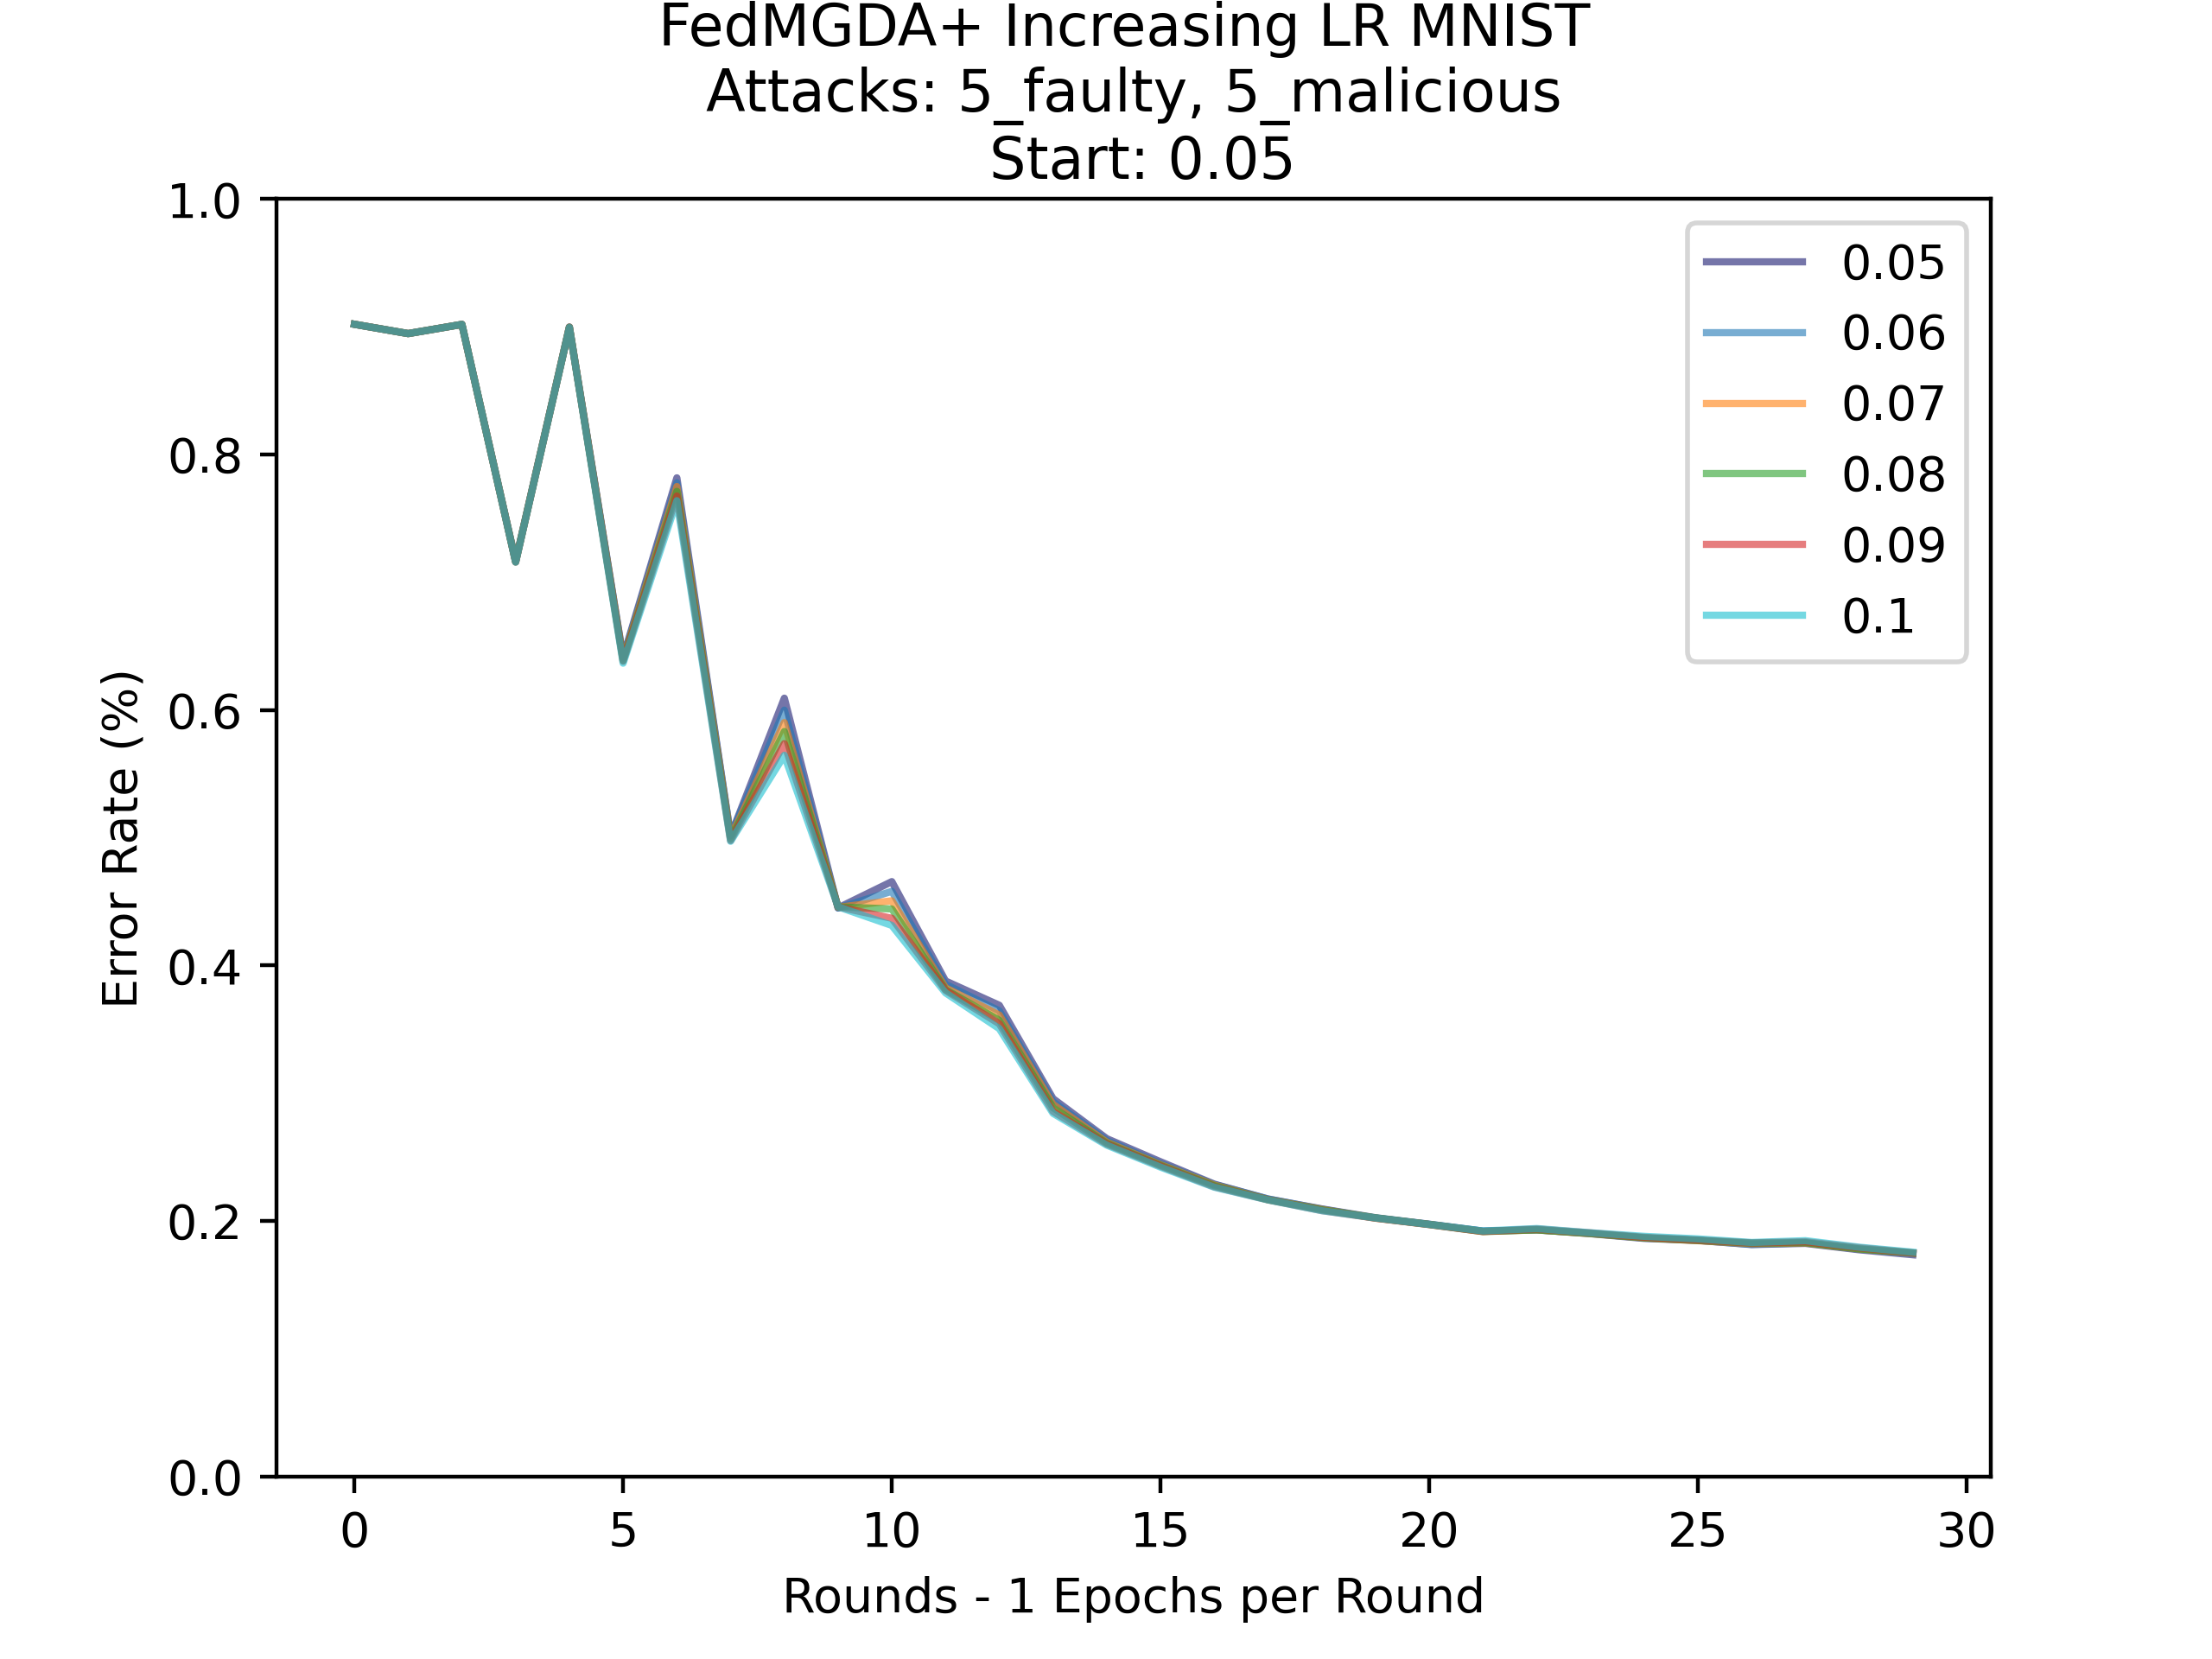 FedMGDA+ Increasing LR MNIST
Attacks: 5_faulty, 5_malicious
Start: 0.05
1.0
0.8
0.6
0.4
0.2
0.0
Error Rate (%)
0.05
0.06
0.07
0.08
0.09
0.1
0 5 10 15 20 25 30
Rounds - 1 Epochs per Round